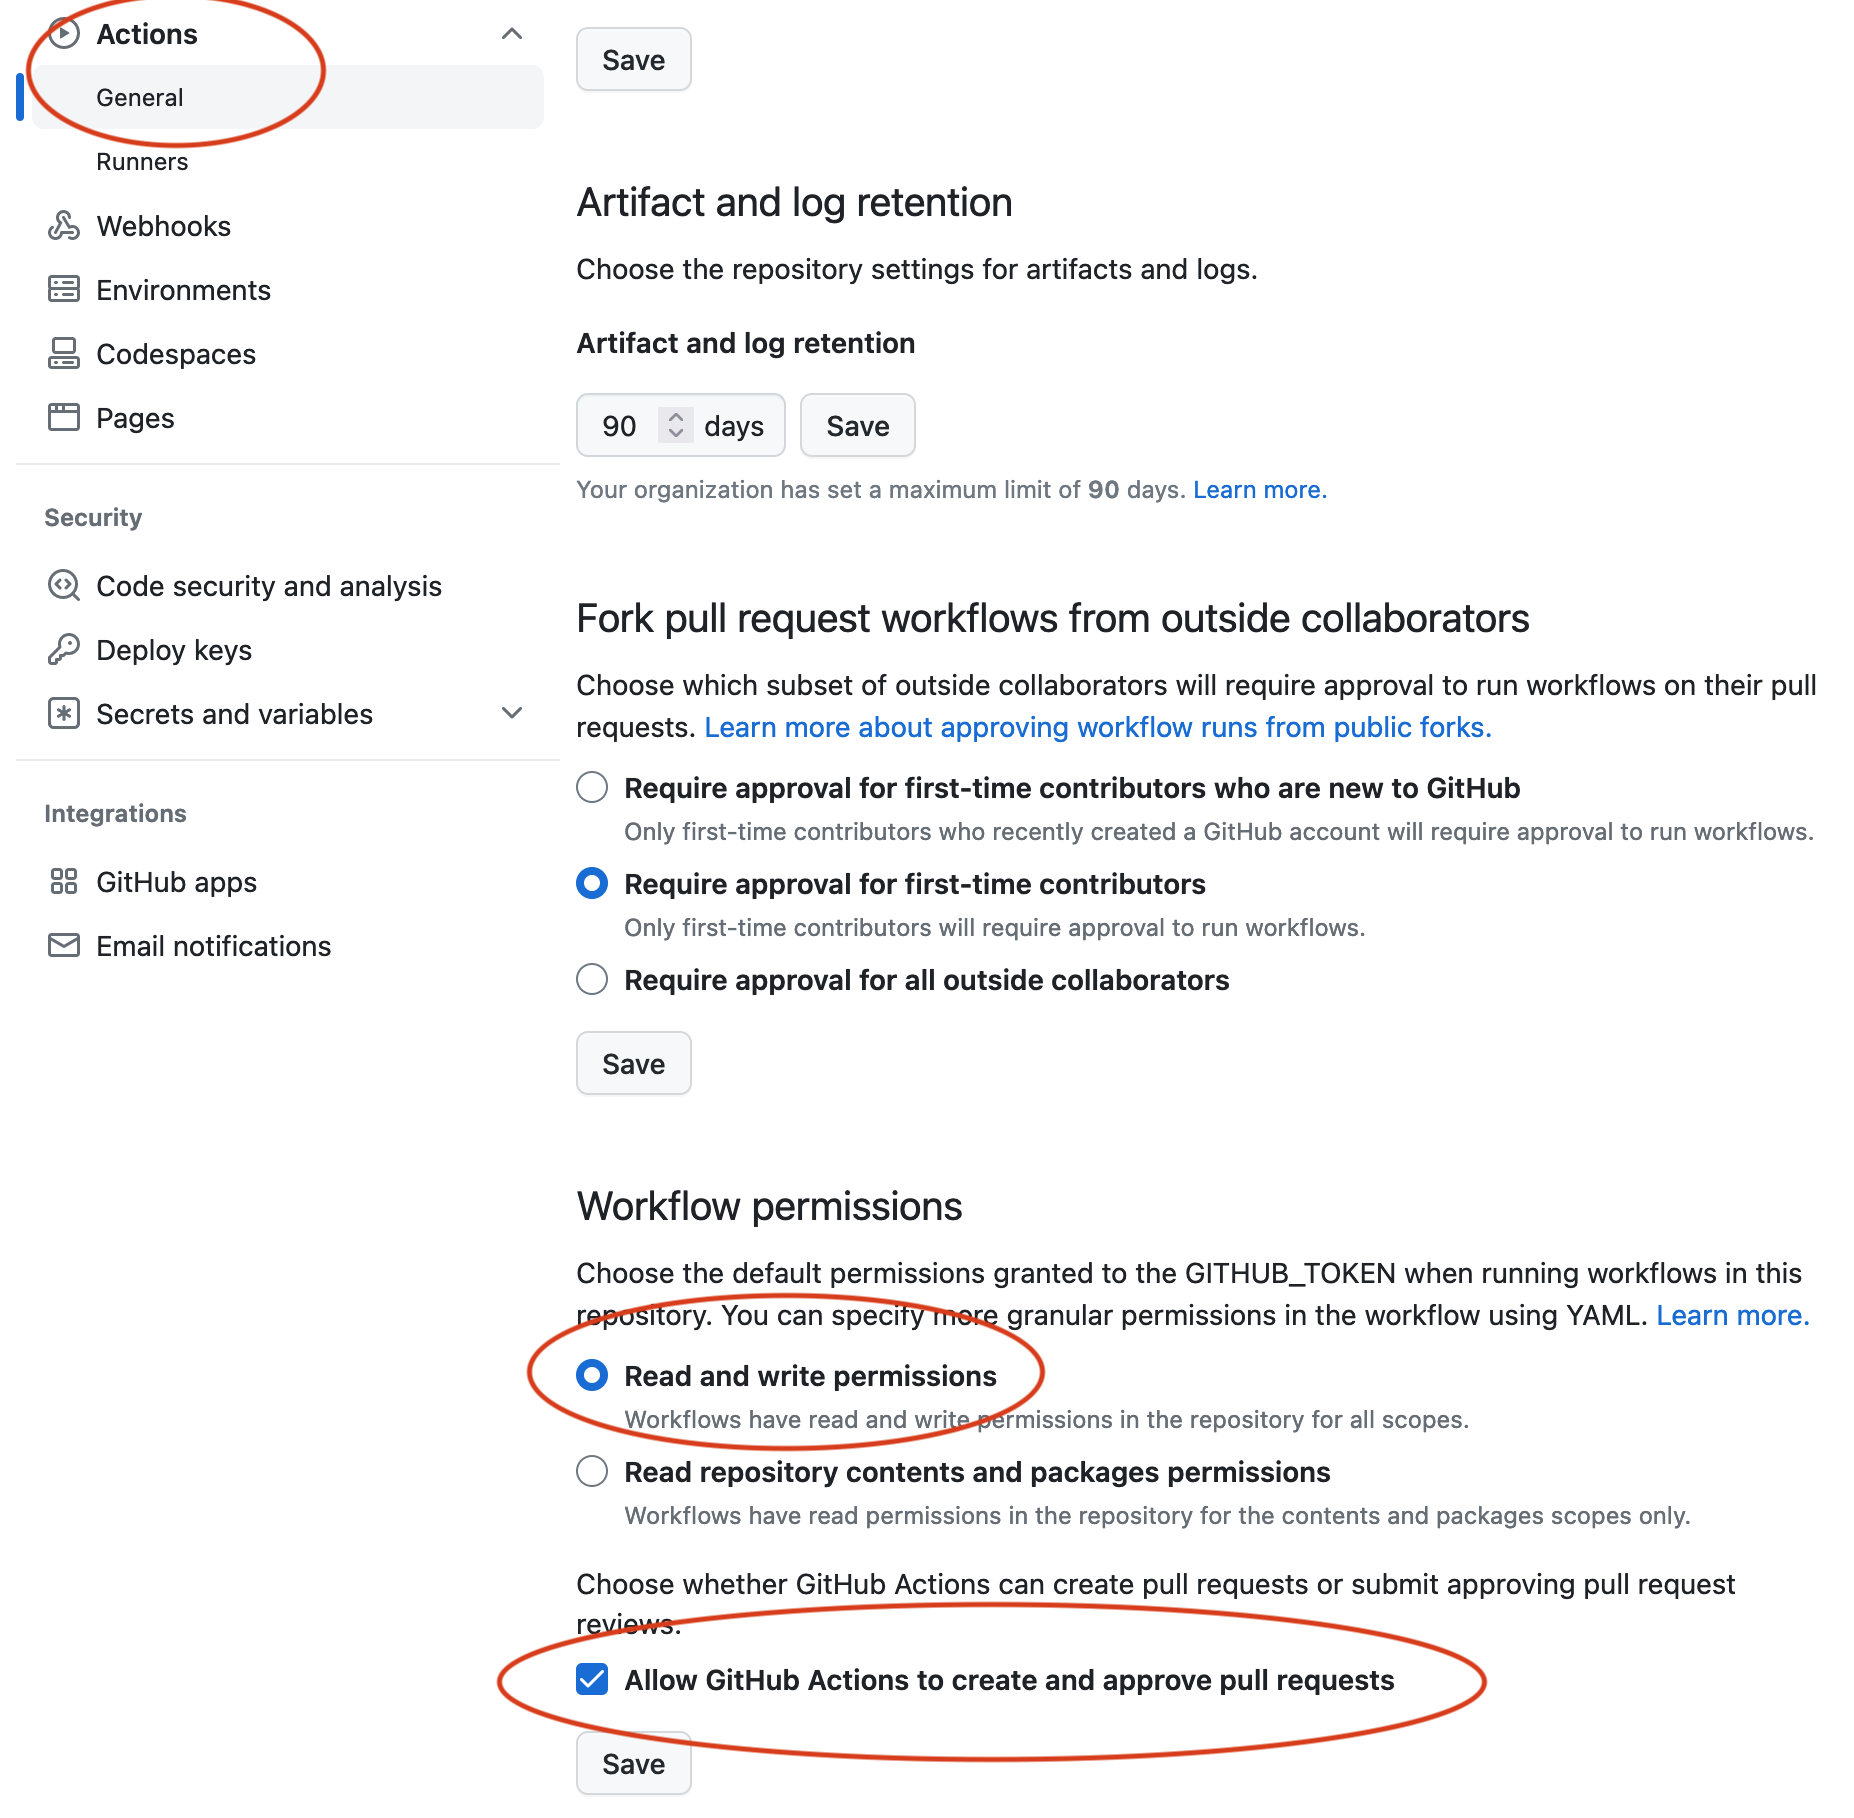 Actions
General
Runners
Webhooks
Environments
Codespaces
Pages
Security
Code security and analysis
Deploy keys
Secrets and variables
Integrations
GitHub apps
Email notifications
Save
Artifact and log retention
Choose the repository settings for artifacts and logs.
Artifact and log retention
90 days Save
Your organization has set a maximum limit of 90 days. Learn more.
Fork pull request workflows from outside collaborators
Choose which subset of outside collaborators will require approval to run workflows on their pull
requests. Learn more about approving workflow runs from public forks.
Require approval for first-time contributors who are new to GitHub
Only first-time contributors who recently created a GitHub account will require approval to run workflows.
Require approval for first-time contributors
Only first-time contributors will require approval to run workflows.
Require approval for all outside collaborators
Save
Workflow permissions
Choose the default permissions granted to the GITHUB_TOKEN when running workflows in this
repository. You can specify more granular permissions in the workflow using YAML. Learn more.
Read and write permissions
Workflows have read and write permissions in the repository for all scopes.
Read repository contents and packages permissions
Workflows have read permissions in the repository for the contents and packages scopes only.
Choose whether GitHub Actions can create pull requests or submit approving pull request
reviews.
Allow GitHub Actions to create and approve pull requests
Save